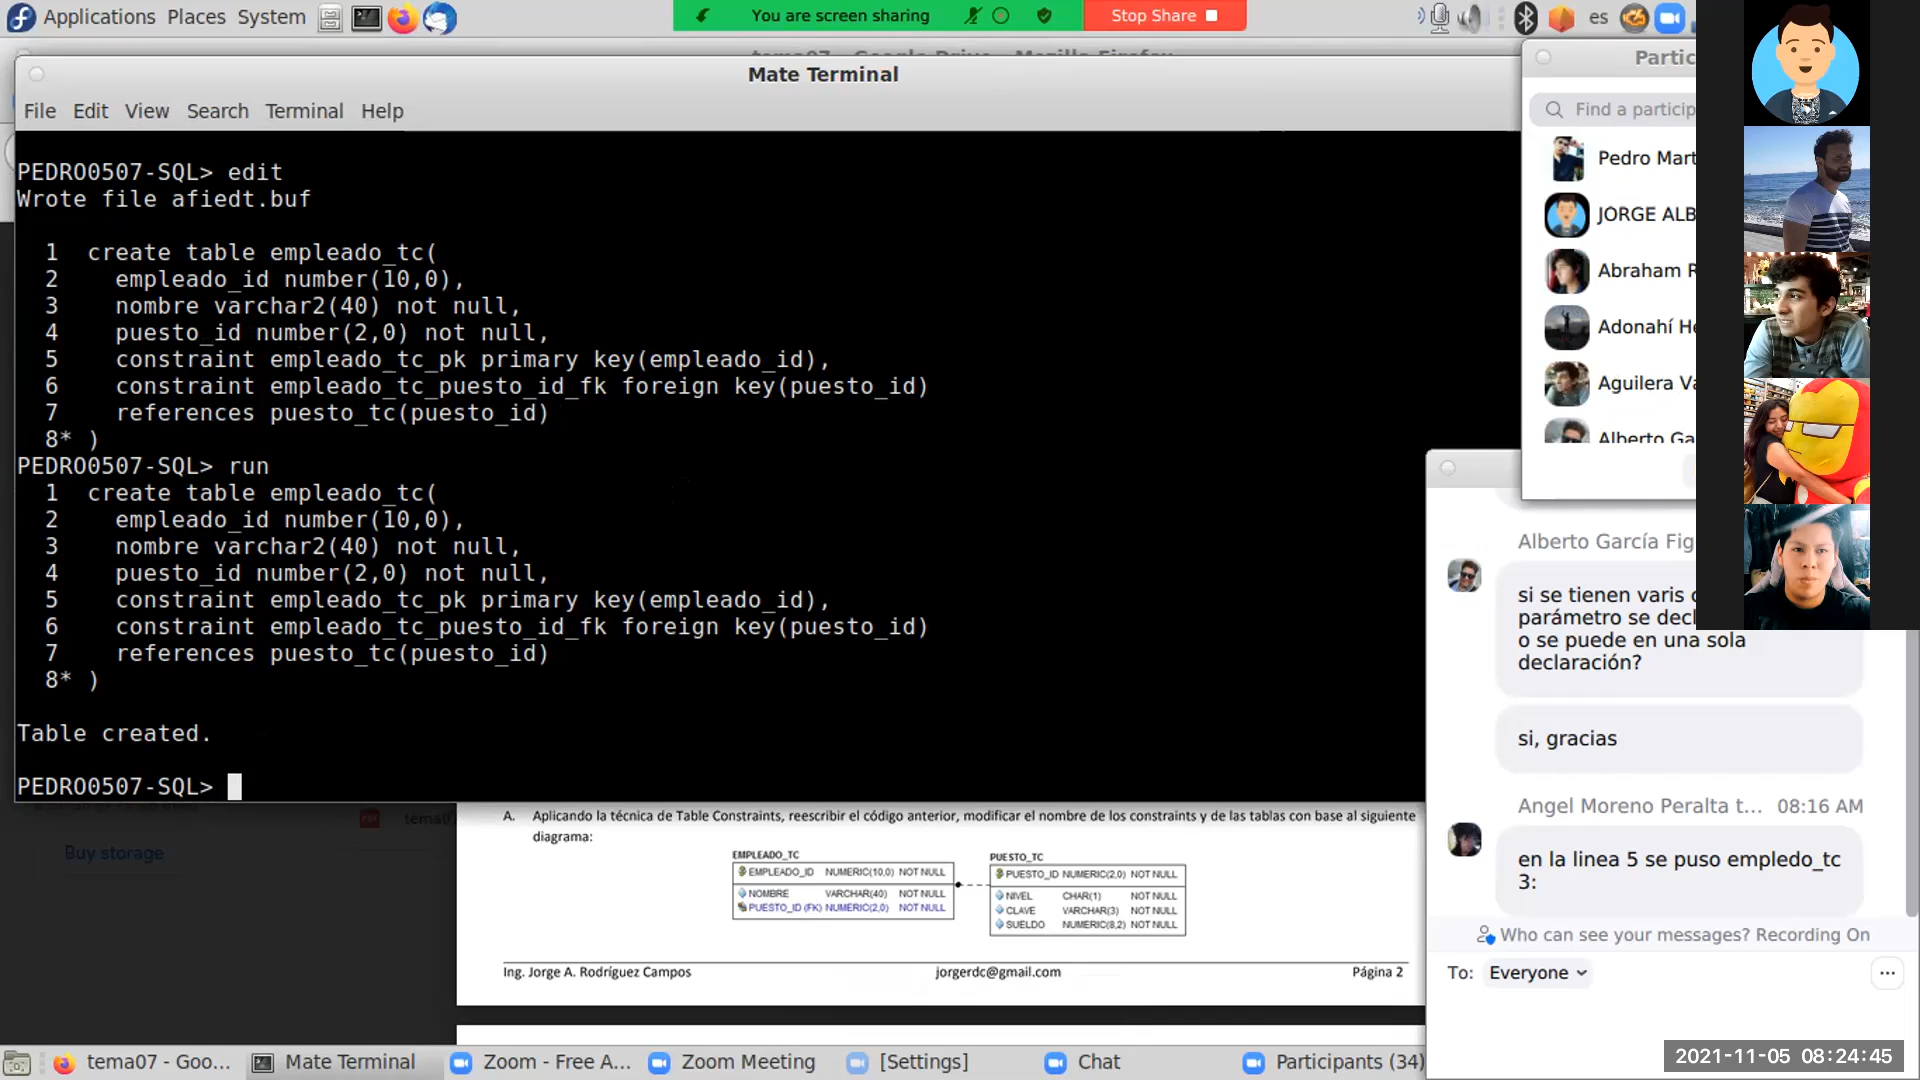 Applications Places System
You are screen sharing
Stop Share
es
Mate Terminal
File Edit View Search Terminal Help
PEDRO0507-SQL> edit
Wrote file afiedt.buf
1 create table empleado_tc(
2 empleado_id number(10,0),
3 nombre varchar2(40) not null,
4 puesto_id number(2,0) not null,
5 constraint empleado_tc_pk primary key(empleado_id),
6 constraint empleado_tc_puesto_id_fk foreign key(puesto_id)
7 references puesto_tc(puesto_id)
8* )
PEDRO0507-SQL> run
1 create table empleado_tc(
2 empleado_id number(10,0),
3 nombre varchar2(40) not null,
4 puesto_id number(2,0) not null,
5 constraint empleado_tc_pk primary key(empleado_id),
6 constraint empleado_tc_puesto_id_fk foreign key(puesto_id)
7 references puesto_tc(puesto_id)
8* )
Table created.
PEDRO0507-SQL>
Partic
Find a particip
Pedro Mart
JORGE ALB
Abraham R
Adonahí He
Aguilera Va
Alberto Ga
Alberto García Fig
si se tienen varis
parámetro se decl
o se puede en una sola
declaración?
si, gracias
Angel Moreno Peralta t... 08:16 AM
en la linea 5 se puso empledo_tc
3:
Who can see your messages? Recording On
To: Everyone
Buy storage
tema0
A. Aplicando la técnica de Table Constraints, reescribir el código anterior, modificar el nombre de los constraints y de las tablas con base al siguiente
diagrama:
EMPLEADO_TC
EMPLEADO_ID NUMERIC(10,0) NOT NULL
NOMBRE VARCHAR(40) NOT NULL
PUESTO_ID (FK) NUMERIC(2,0) NOT NULL
PUESTO_TC
PUESTO_ID NUMERIC(2,0) NOT NULL
NIVEL CHAR(1) NOT NULL
CLAVE VARCHAR(3) NOT NULL
SUELDO NUMERIC(8,2) NOT NULL
Ing. Jorge A. Rodríguez Campos jorgerdc@gmail.com Página 2
tema07 - Goo... Mate Terminal Zoom - Free A... Zoom Meeting [Settings] Chat Participants (34)
2021-11-05 08:24:45